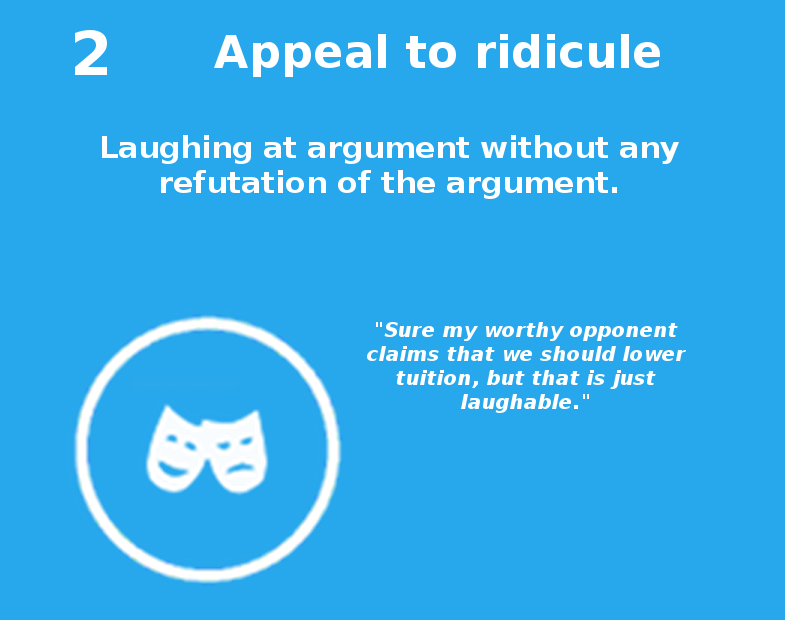 2 Appeal to ridicule
Laughing at argument without any
refutation of the argument.
"Sure my worthy opponent
claims that we should lower
tuition, but that is just
laughable."